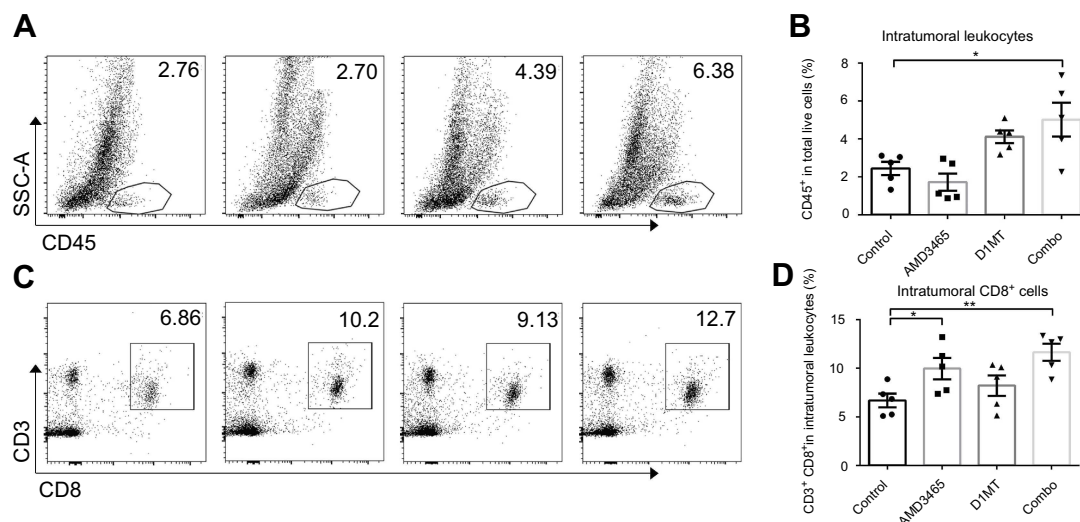 A
2.76
2.70
4.39
6.38
SSC-A
CD45
B
Intratumoral leukocytes
*
CD45⁺ in total live cells (%)
8
6
4
2
0
Control
AMD3465
D1MT
Combo
C
6.86
10.2
9.13
12.7
CD3
CD8
D
Intratumoral CD8⁺ cells
**
*
CD3⁺ CD8⁺in intratumoral leukocytes (%)
15
10
5
0
Control
AMD3465
D1MT
Combo